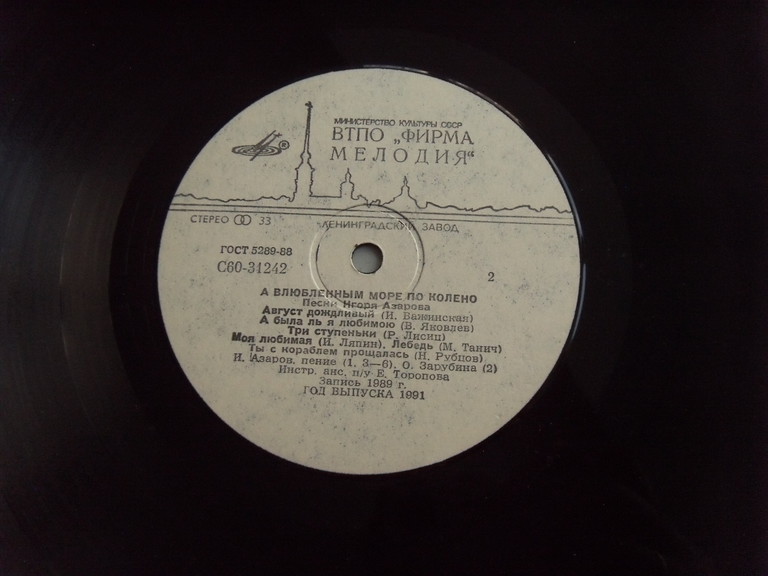 МИНИСТЕРСТВО КУЛЬТУРЫ СССР
ВТПО „ФИРМА
МЕЛОДИЯ“
СТЕРЕО 33
ЛЕНИНГРАДСКИЙ ЗАВОД
ГОСТ 5289-88
С60-31242
2
А ВЛЮБЛЕННЫМ МОРЕ ПО КОЛЕНО
Песни Игоря Азарова
Август дождливый (И. Важинская)
А была ль я любимою (В. Яковлев)
Три ступеньки (Р. Лисиц)
Моя любимая (И. Ляпин). Лебедь (М. Танич)
Ты с кораблем прощалась (Н. Рубцов)
И. Азаров, пение (1, 3—6), О. Зарубина (2)
Инстр. анс. п/у Е. Торопова
Запись 1989 г.
ГОД ВЫПУСКА 1991